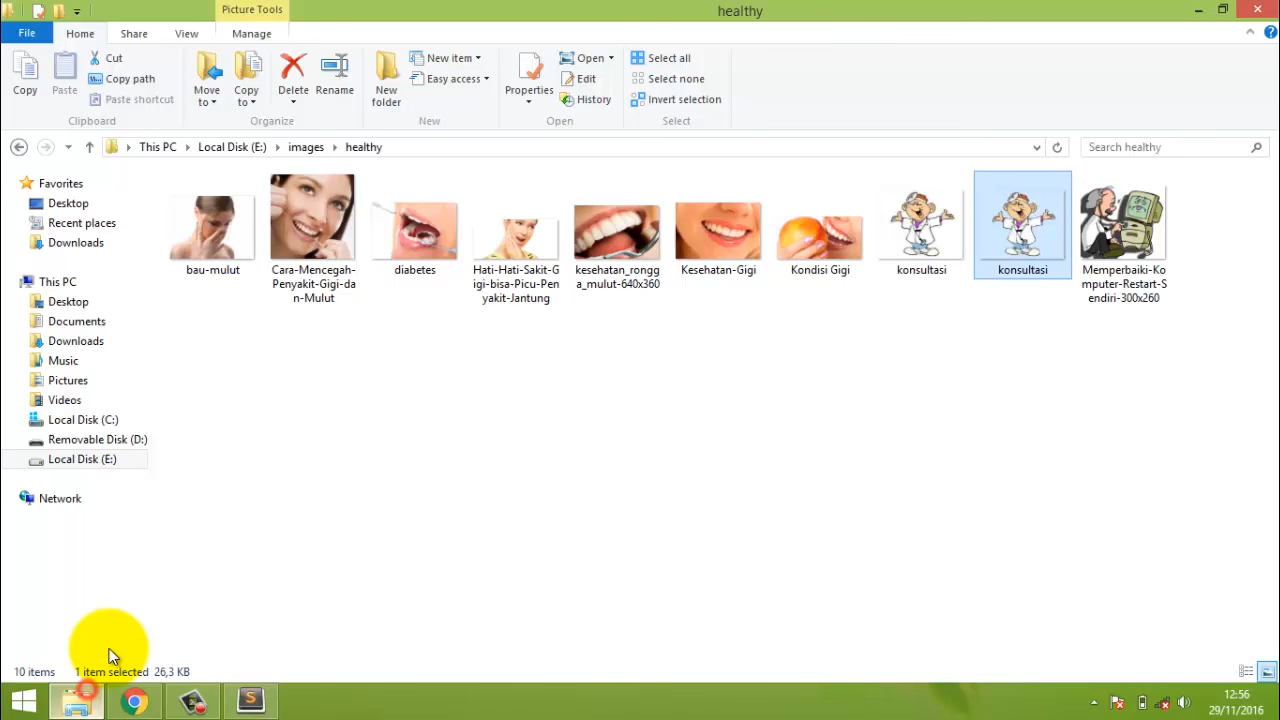 Picture Tools
healthy
File
Home
Share
View
Manage
Copy
Paste
Cut
Copy path
Paste shortcut
Clipboard
Move to
Copy to
Delete
Rename
Organize
New folder
New item
Easy access
New
Properties
Open
Edit
History
Open
Select all
Select none
Invert selection
Select
This PC
Local Disk (E:)
images
healthy
Search healthy
Favorites
Desktop
Recent places
Downloads
This PC
Desktop
Documents
Downloads
Music
Pictures
Videos
Local Disk (C:)
Removable Disk (D:)
Local Disk (E:)
Network
bau-mulut
Cara-Mencegah-
Penyakit-Gigi-da
n-Mulut
diabetes
Hati-Hati-Sakit-G
igi-bisa-Picu-Pen
yakit-Jantung
kesehatan_rongg
a_mulut-640x360
Kesehatan-Gigi
Kondisi Gigi
konsultasi
konsultasi
Memperbaiki-Ko
mputer-Restart-S
endiri-300x260
10 items
1 item selected 26,3 KB
S
12:56
29/11/2016